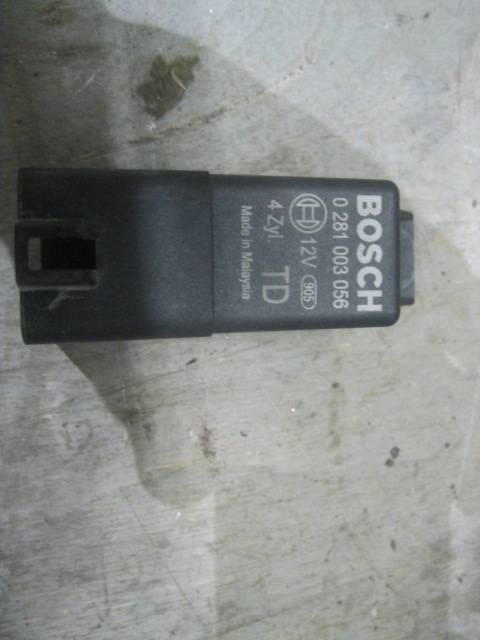 BOSCH
0 281 003 056
12V 905
4 Zyl. TD
Made in Malaysia